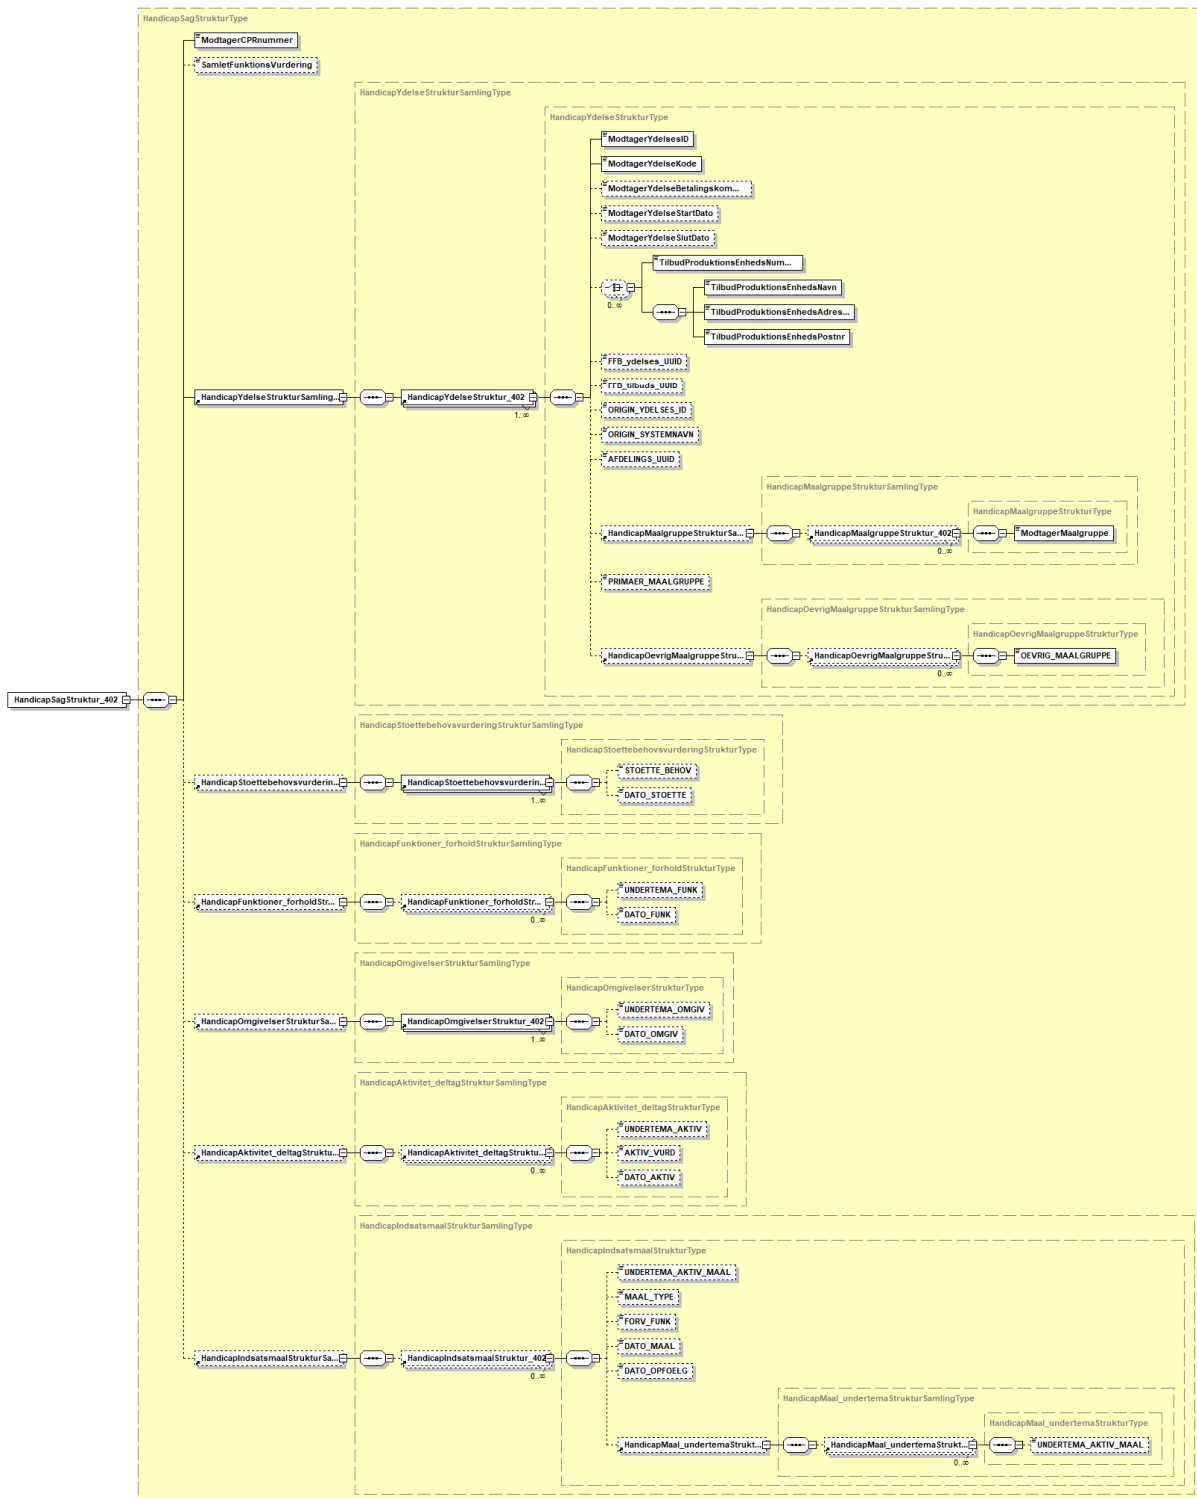 HandicapSagStrukturType
ModtagerCPRnummer
SamletFunktionsVurdering
HandicapYdelseStrukturSamlingType
HandicapYdelseStrukturType
ModtagerYdelsesID
ModtagerYdelseKode
ModtagerYdelseBetalingskom...
ModtagerYdelseStartDato
ModtagerYdelseSlutDato
TilbudProduktionsEnhedsNum...
TilbudProduktionsEnhedsNavn
0..∞
TilbudProduktionsEnhedsAdres...
TilbudProduktionsEnhedsPostnr
FFB_ydelses_UUID
FFB_tilbuds_UUID
HandicapYdelseStrukturSamling...
HandicapYdelseStruktur_402
1..∞
ORIGIN_YDELSES_ID
ORIGIN_SYSTEMNAVN
AFDELINGS_UUID
HandicapMaalgruppeStrukturSamlingType
HandicapMaalgruppeStrukturType
HandicapMaalgruppeStrukturSa...
HandicapMaalgruppeStruktur_402
0..∞
ModtagerMaalgruppe
PRIMAER_MAALGRUPPE
HandicapOevrigMaalgruppeStrukturSamlingType
HandicapOevrigMaalgruppeStrukturType
HandicapOevrigMaalgruppeStru...
HandicapOevrigMaalgruppeStru...
0..∞
OEVRIG_MAALGRUPPE
HandicapSagStruktur_402
HandicapStoettebehovsvurderingStrukturSamlingType
HandicapStoettebehovsvurderingStrukturType
STOETTE_BEHOV
HandicapStoettebehovsvurderin...
HandicapStoettebehovsvurderin...
1..∞
DATO_STOETTE
HandicapFunktioner_forholdStrukturSamlingType
HandicapFunktioner_forholdStrukturType
UNDERTEMA_FUNK
HandicapFunktioner_forholdStr...
HandicapFunktioner_forholdStr...
0..∞
DATO_FUNK
HandicapOmgivelserStrukturSamlingType
HandicapOmgivelserStrukturType
UNDERTEMA_OMGIV
HandicapOmgivelserStrukturSa...
HandicapOmgivelserStruktur_402
1..∞
DATO_OMGIV
HandicapAktivitet_deltagStrukturSamlingType
HandicapAktivitet_deltagStrukturType
UNDERTEMA_AKTIV
HandicapAktivitet_deltagStruktu...
HandicapAktivitet_deltagStruktu...
0..∞
AKTIV_VURD
DATO_AKTIV
HandicapIndsatsmaalStrukturSamlingType
HandicapIndsatsmaalStrukturType
UNDERTEMA_AKTIV_MAAL
MAAL_TYPE
FORV_FUNK
DATO_MAAL
HandicapIndsatsmaalStrukturSa...
HandicapIndsatsmaalStruktur_402
0..∞
DATO_OPFOELG
HandicapMaal_undertemaStrukturSamlingType
HandicapMaal_undertemaStrukturType
HandicapMaal_undertemaStrukt...
HandicapMaal_undertemaStrukt...
0..∞
UNDERTEMA_AKTIV_MAAL